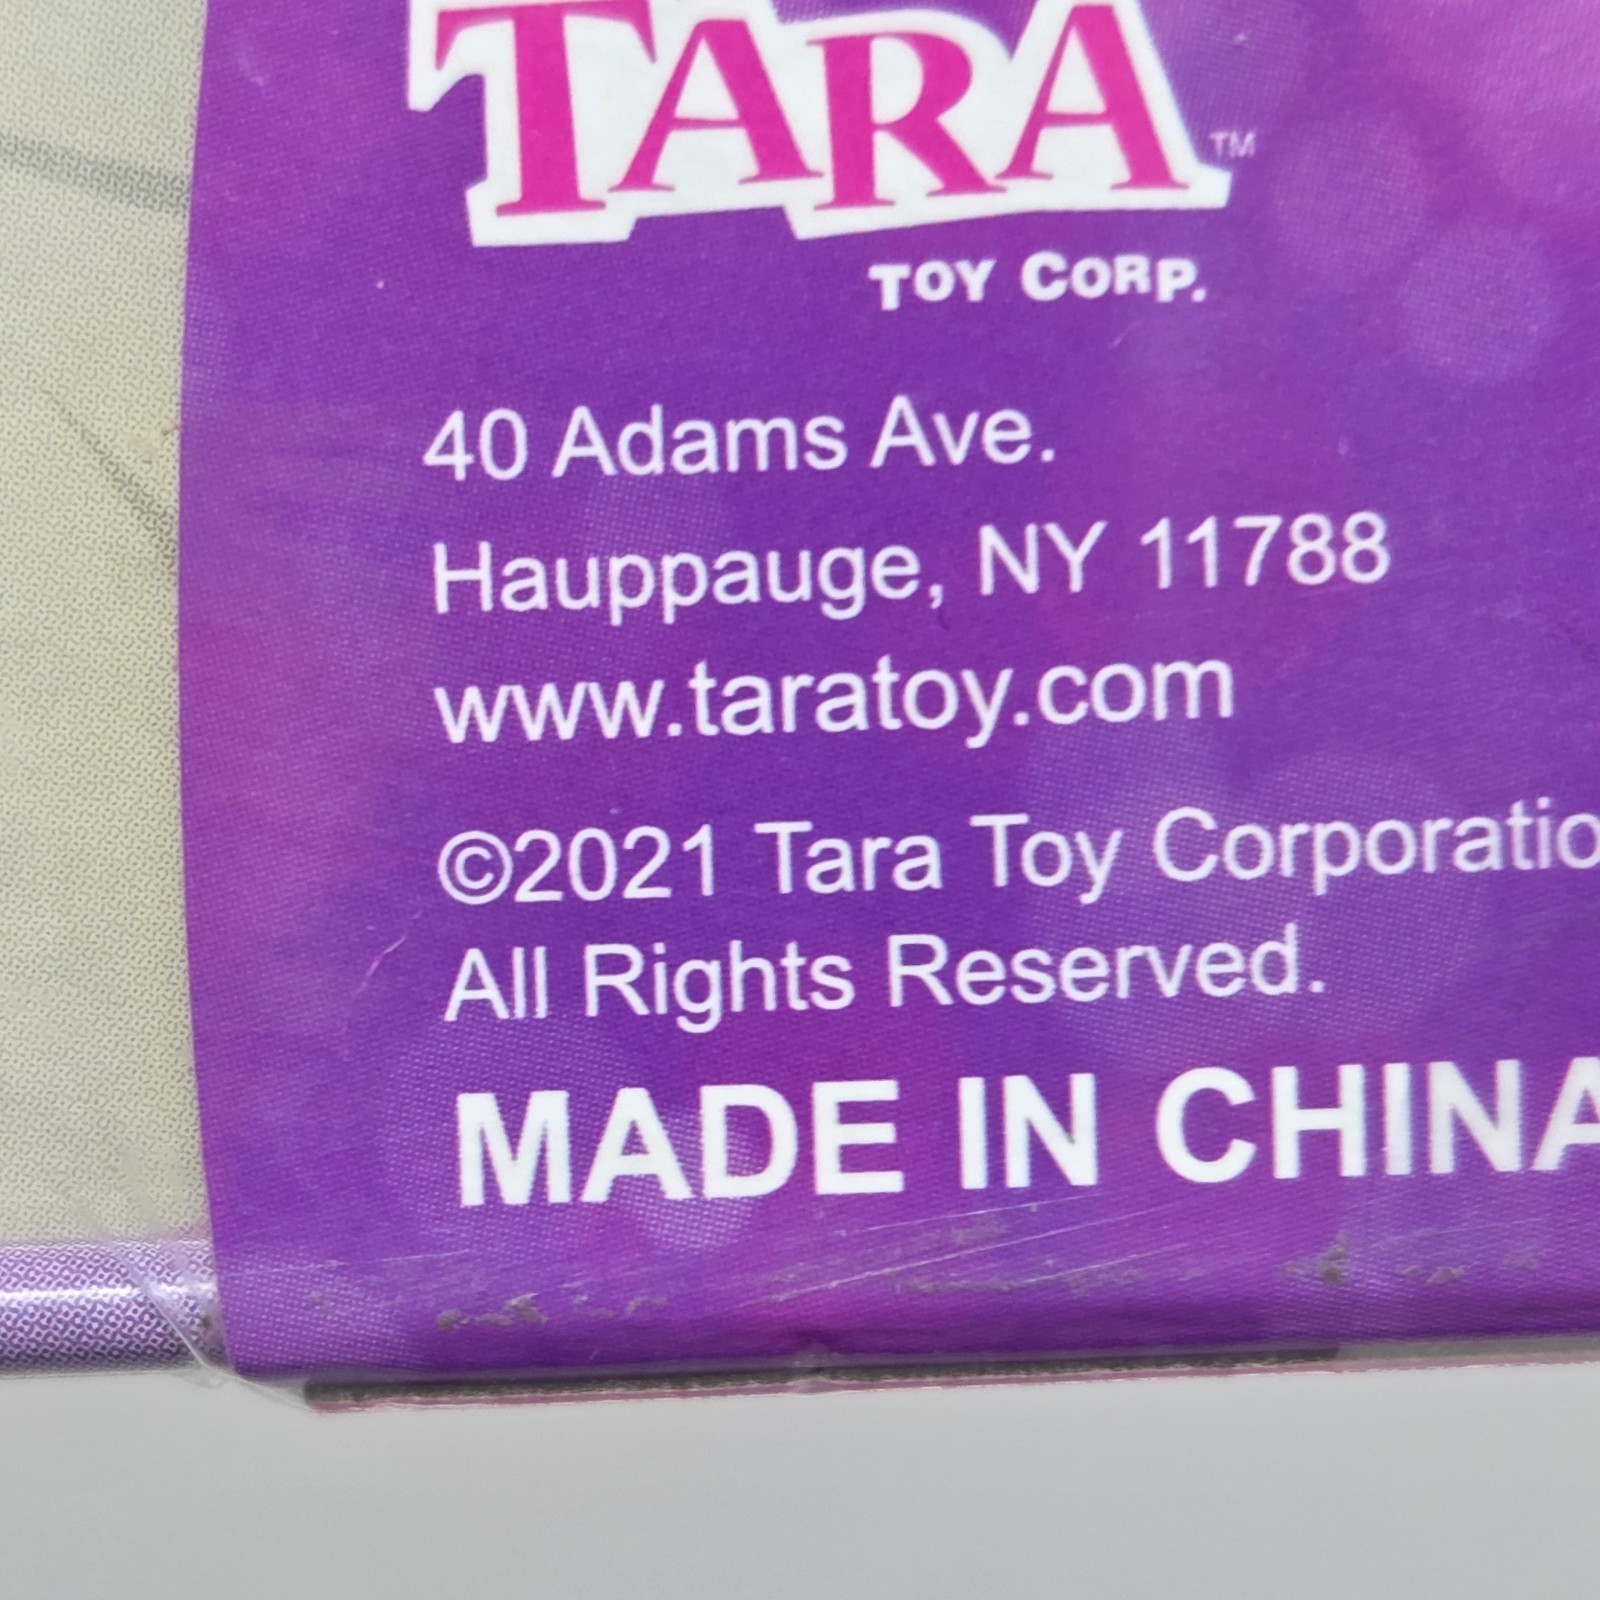 TARA™
TOY CORP.
40 Adams Ave.
Hauppauge, NY 11788
www.taratoy.com
©2021 Tara Toy Corporatio
All Rights Reserved.
MADE IN CHINA